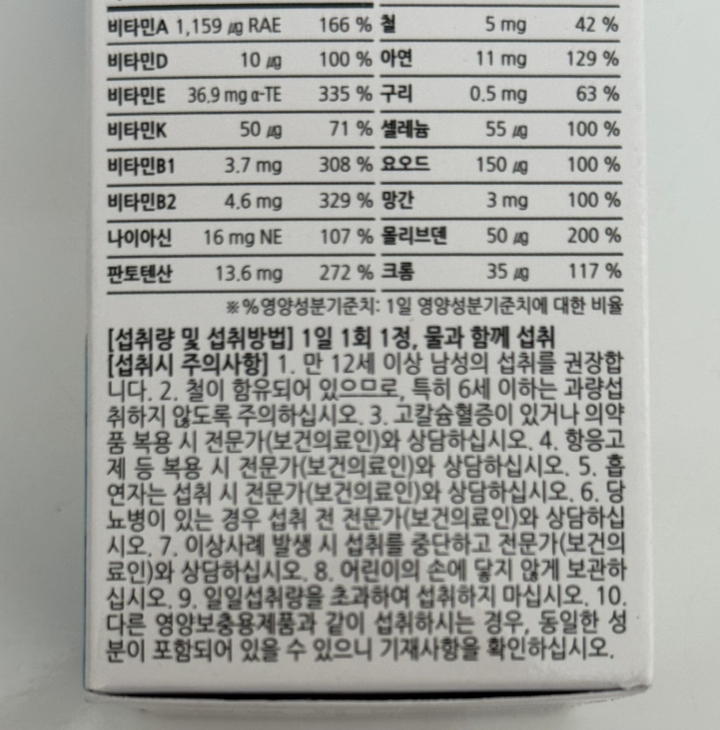 비타민A 1,159 ㎍ RAE 166 % 철 5 mg 42 %
비타민D 10 ㎍ 100 % 아연 11 mg 129 %
비타민E 36.9 mg α-TE 335 % 구리 0.5 mg 63 %
비타민K 50 ㎍ 71 % 셀레늄 55 ㎍ 100 %
비타민B1 3.7 mg 308 % 요오드 150 ㎍ 100 %
비타민B2 4.6 mg 329 % 망간 3 mg 100 %
나이아신 16 mg NE 107 % 몰리브덴 50 ㎍ 200 %
판토텐산 13.6 mg 272 % 크롬 35 ㎍ 117 %
※%영양성분기준치: 1일 영양성분기준치에 대한 비율
[섭취량 및 섭취방법] 1일 1회 1정, 물과 함께 섭취
[섭취시 주의사항] 1. 만 12세 이상 남성의 섭취를 권장합
니다. 2. 철이 함유되어 있으므로, 특히 6세 이하는 과량섭
취하지 않도록 주의하십시오. 3. 고칼슘혈증이 있거나 의약
품 복용 시 전문가(보건의료인)와 상담하십시오. 4. 항응고
제 등 복용 시 전문가(보건의료인)와 상담하십시오. 5. 흡
연자는 섭취 시 전문가(보건의료인)와 상담하십시오. 6. 당
뇨병이 있는 경우 섭취 전 전문가(보건의료인)와 상담하십
시오. 7. 이상사례 발생 시 섭취를 중단하고 전문가(보건의
료인)와 상담하십시오. 8. 어린이의 손에 닿지 않게 보관하
십시오. 9. 일일섭취량을 초과하여 섭취하지 마십시오. 10.
다른 영양보충용제품과 같이 섭취하시는 경우, 동일한 성
분이 포함되어 있을 수 있으니 기재사항을 확인하십시오.